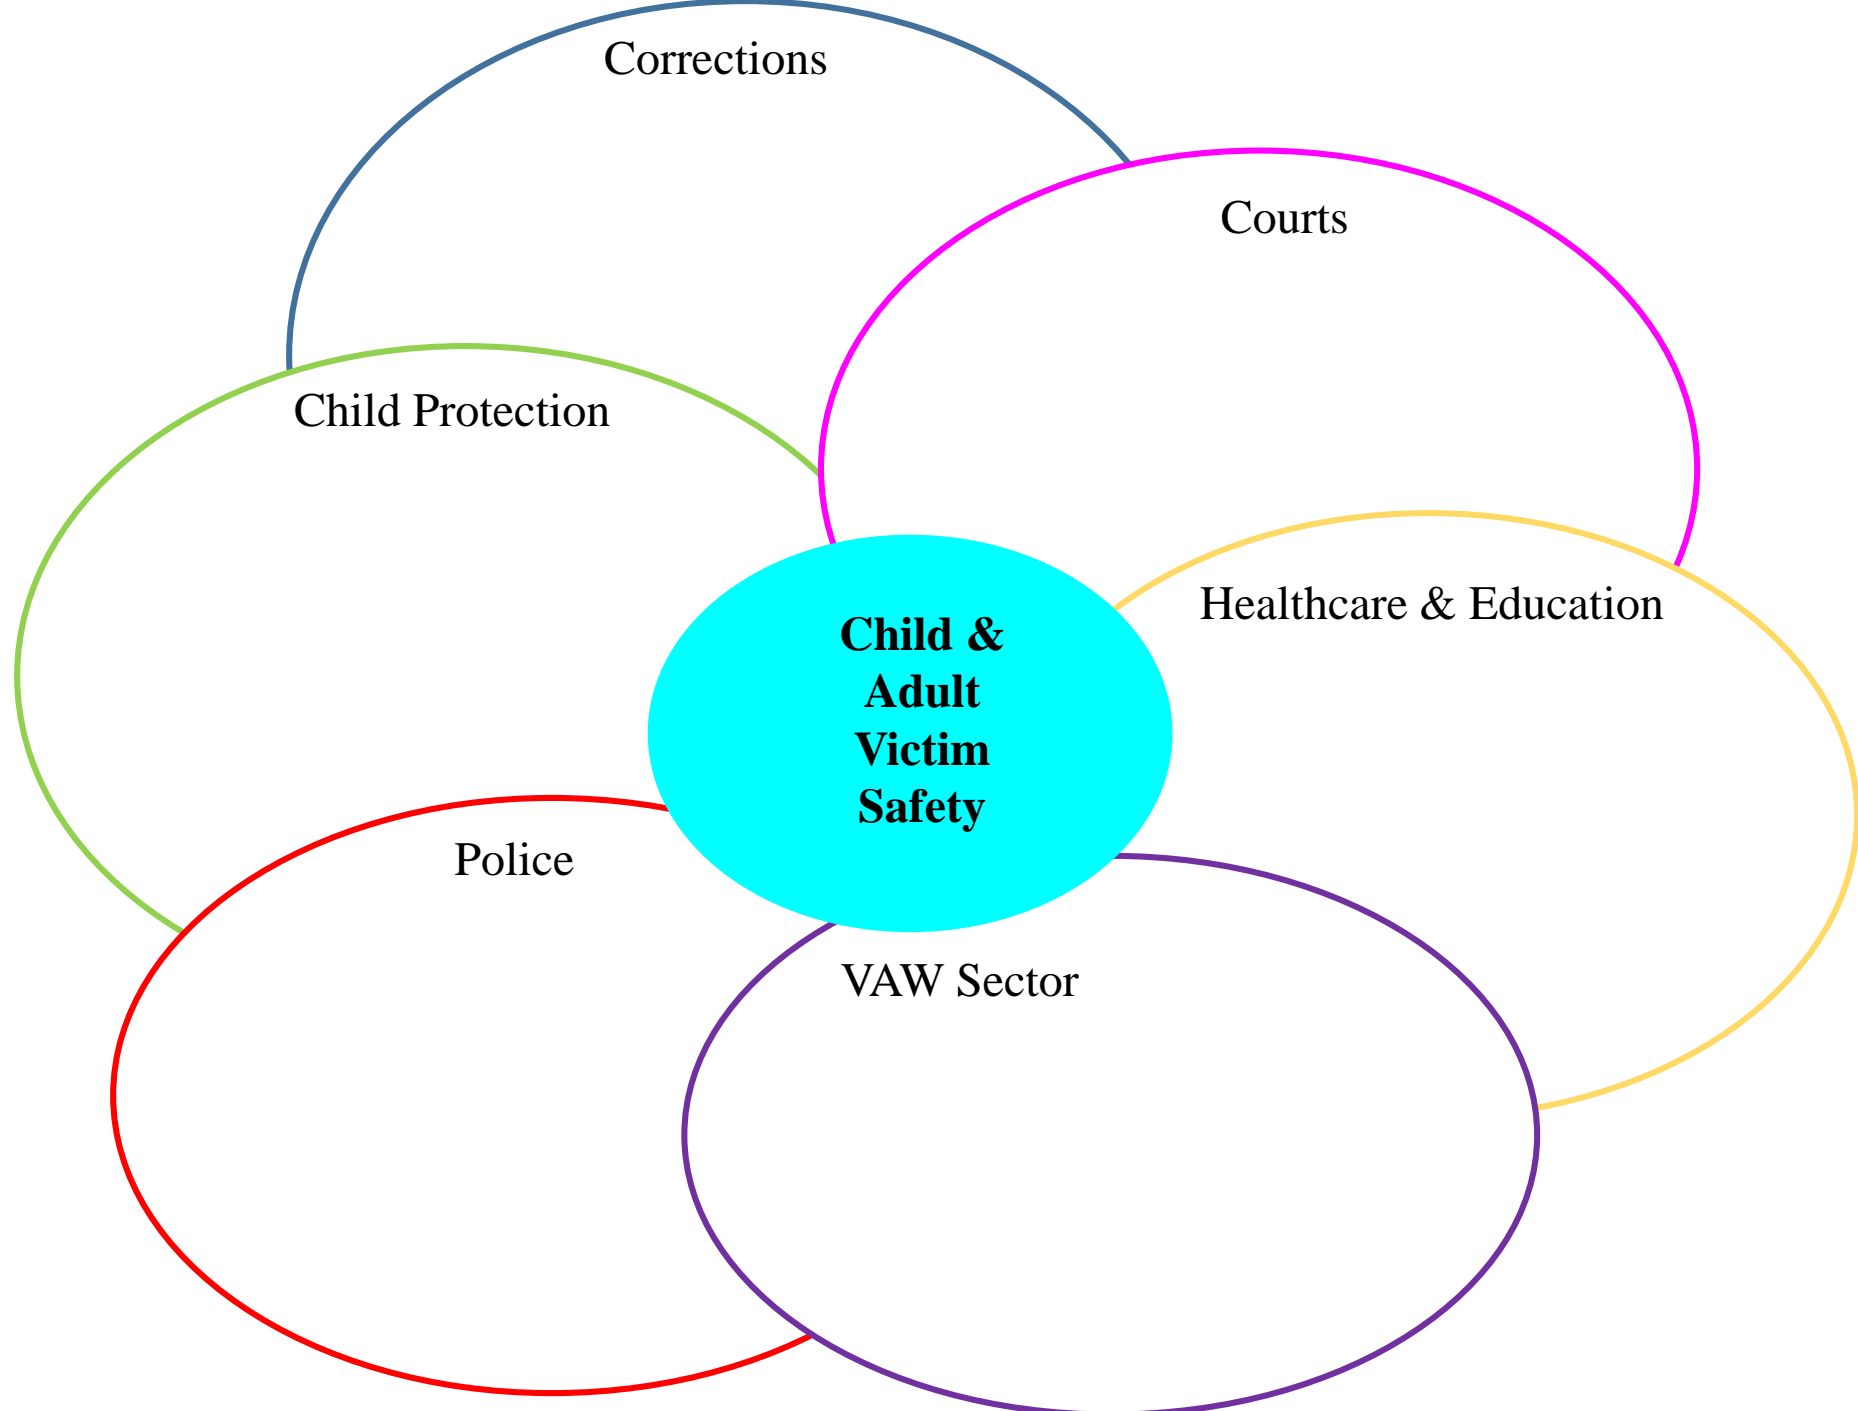 Corrections
Courts
Child Protection
Healthcare & Education
Child &
Adult
Victim
Safety
Police
VAW Sector